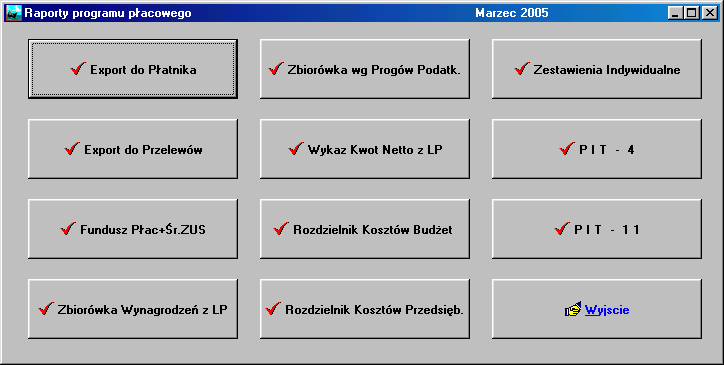 Raporty programu płacowego Marzec 2005
Export do Płatnika
Zbiorówka wg Progów Podatk.
Zestawienia Indywidualne
Export do Przelewów
Wykaz Kwot Netto z LP
P I T - 4
Fundusz Płac+Śr.ZUS
Rozdzielnik Kosztów Budżet
P I T - 1 1
Zbiorówka Wynagrodzeń z LP
Rozdzielnik Kosztów Przedsięb.
Wyjscie